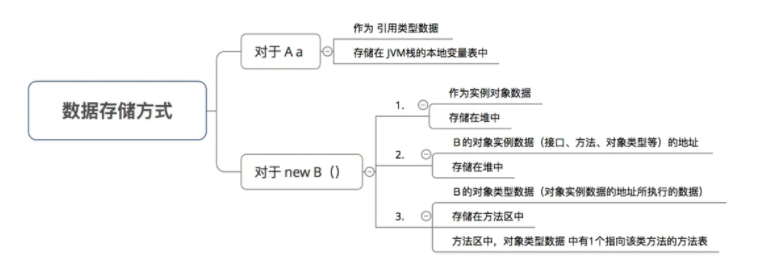 数据存储方式
对于 A a
作为 引用类型数据
存储在 JVM栈的本地变量表中
对于 new B（）
1.
作为实例对象数据
存储在堆中
2.
B的对象实例数据（接口、方法、对象类型等）的地址
存储在堆中
3.
B的对象类型数据（对象实例数据的地址所执行的数据）
存储在方法区中
方法区中，对象类型数据 中有1个指向该类方法的方法表